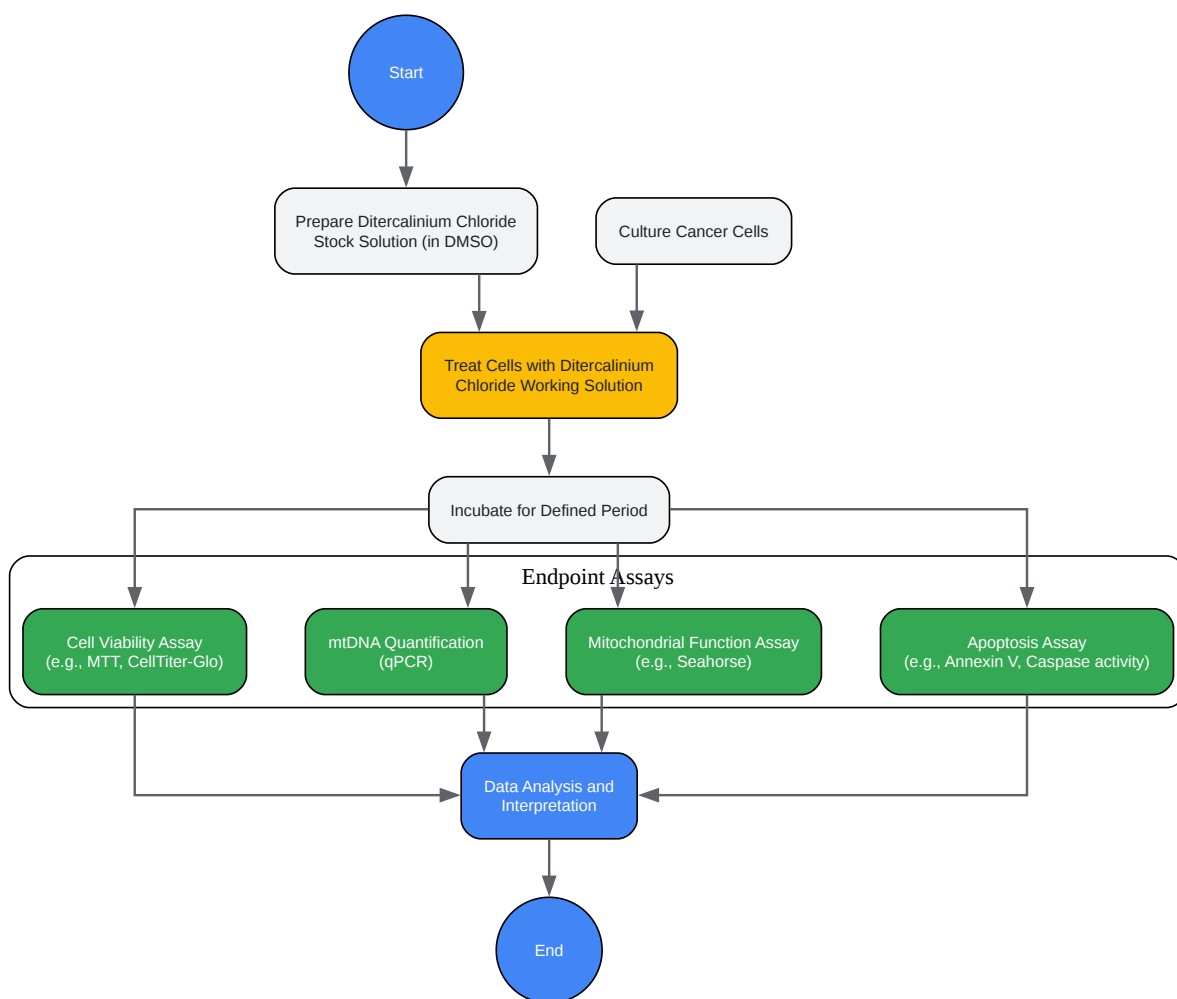 Start
Prepare Ditercalinium Chloride
Stock Solution (in DMSO)
Culture Cancer Cells
Treat Cells with Ditercalinium
Chloride Working Solution
Incubate for Defined Period
Endpoint Assays
Cell Viability Assay
(e.g., MTT, CellTiter-Glo)
mtDNA Quantification
(qPCR)
Mitochondrial Function Assay
(e.g., Seahorse)
Apoptosis Assay
(e.g., Annexin V, Caspase activity)
Data Analysis and
Interpretation
End